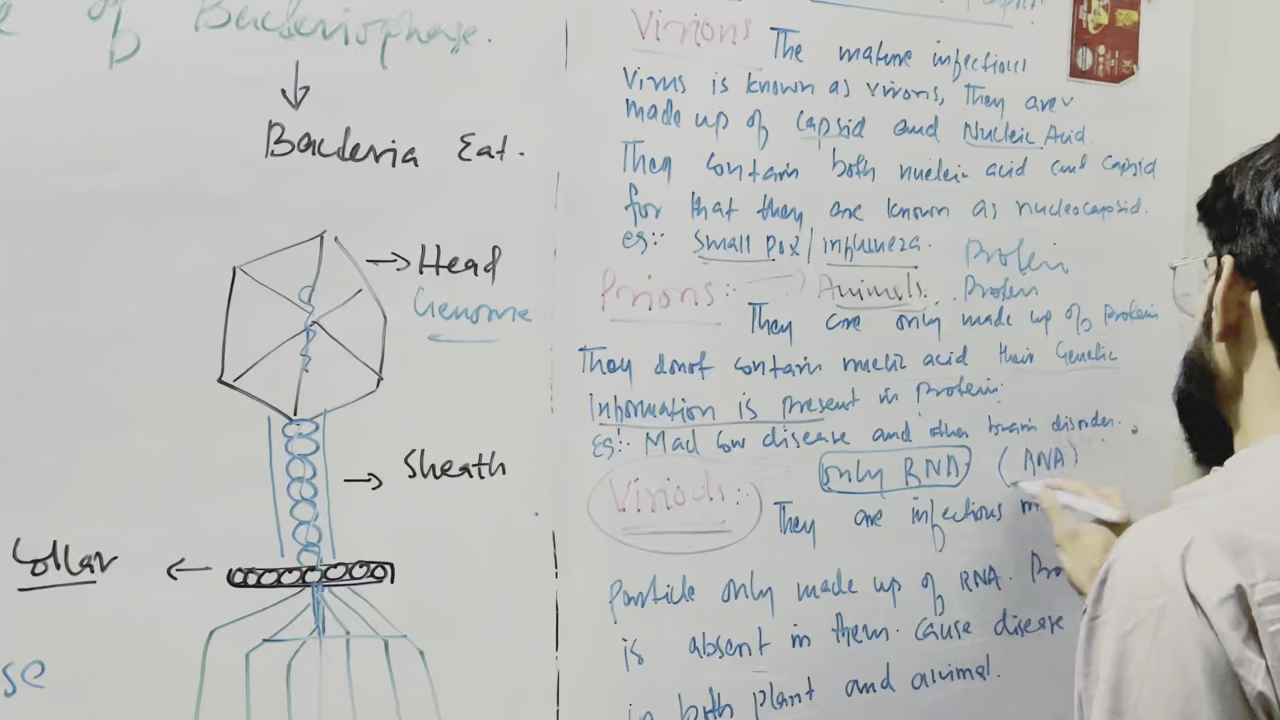 of Bacteriophage.
Bacteria Eat.
Head
Genome
Sheath
Collar
Virions The mature infectious
Virus is known as virons, They are
made up of capsid and Nucleic Acid.
They contain both nucleic acid and capsid
for that they are known as nucleocapsid.
eg:- Small pox / influenza.
Protein
Prions: Animals. Protein
They are only made up of protein
They donot contain nucleic acid their Genetic
information is present in protein.
Eg:- Mad Cow disease and other brain disorder.
only RNA (RNA)
Viriods:- They are infectious
Particle only made up of RNA.
is absent in them. cause disease
in both plant and animal.